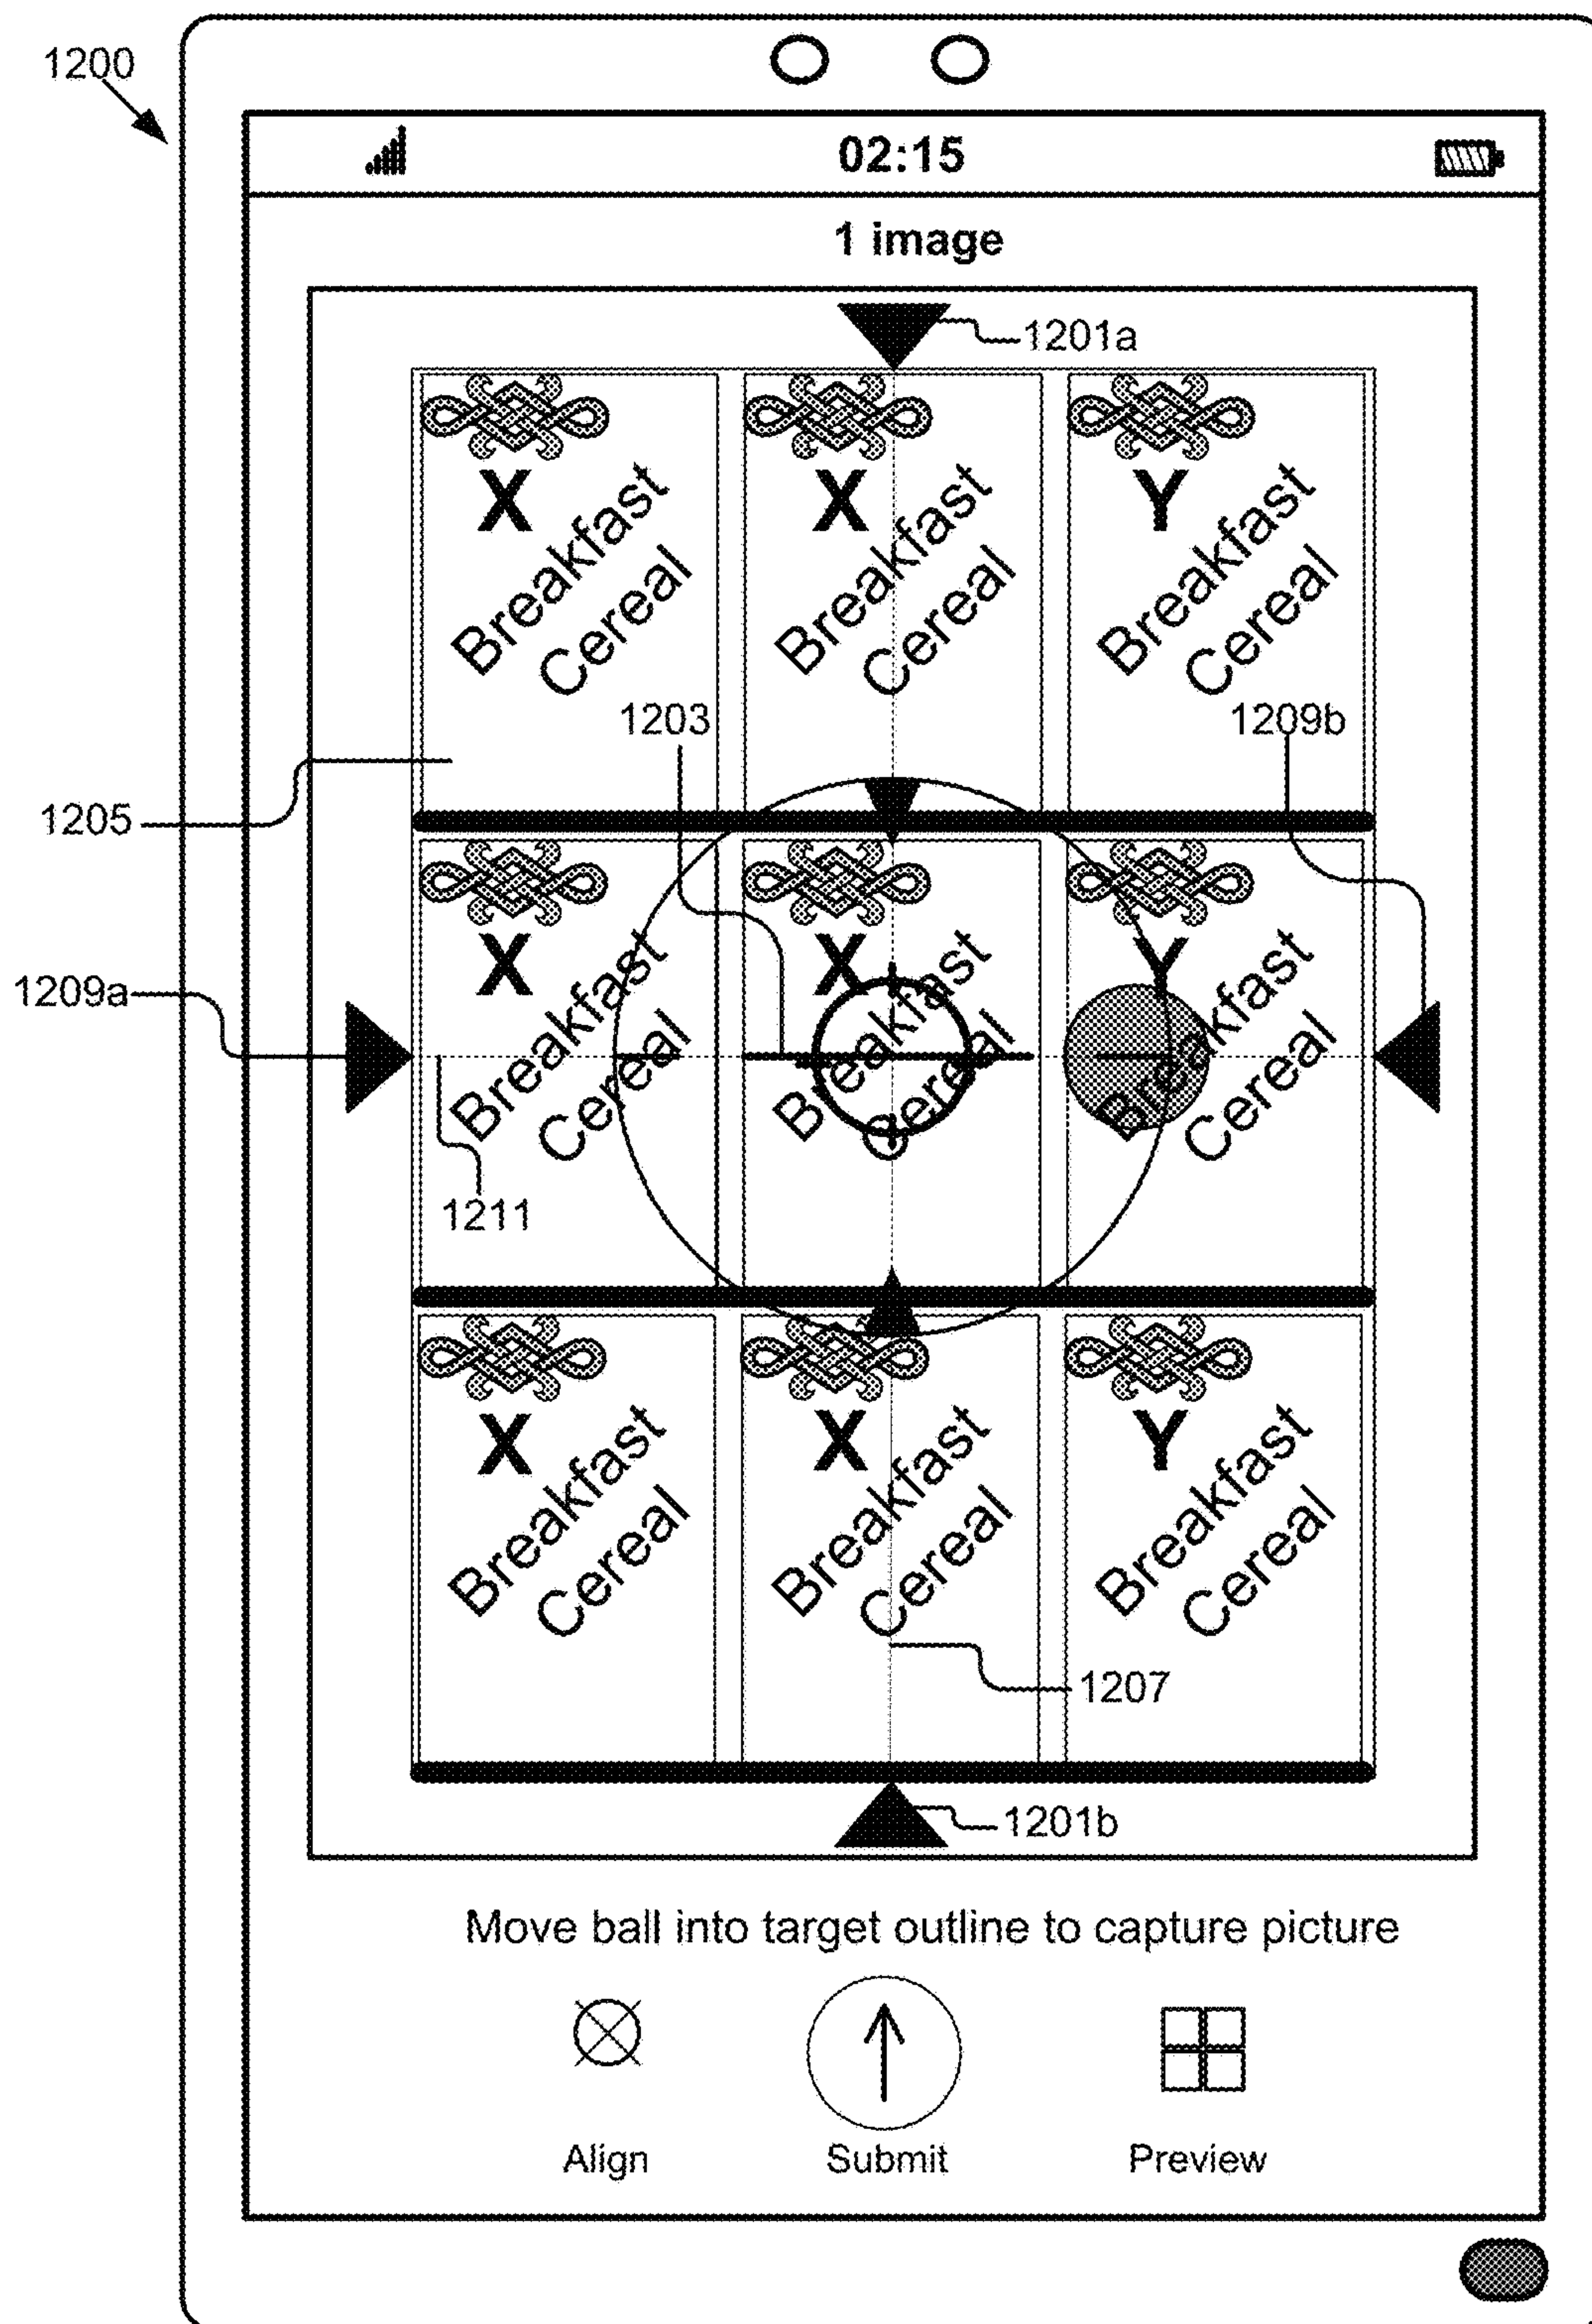 1200
02:15
1 image
1201a
X X Y
Breakfast Breakfast Breakfast
Cereal Cereal Cereal
1203 1209b
1205
X X Y
1209a
Breakfast Breakfast Breakfast
Cereal Cereal Cereal
1211
X X Y
Breakfast Breakfast Breakfast
Cereal Cereal Cereal
1207
1201b
Move ball into target outline to capture picture
Align Submit Preview